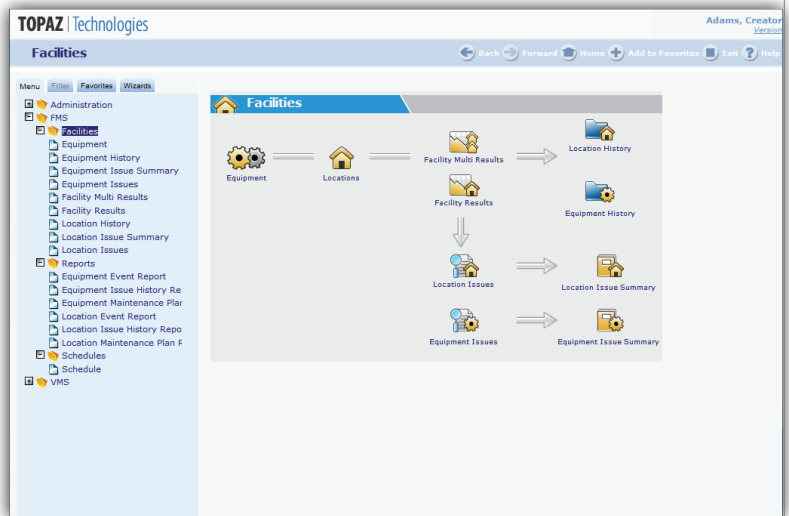 TOPAZ | Technologies
Adams, Creator
Version
Facilities
Back Forward Home Add to Favorites Exit Help
Menu Filter Favorites Wizards
Administration
FMS
Facilities
Equipment
Equipment History
Equipment Issue Summary
Equipment Issues
Facility Multi Results
Facility Results
Location History
Location Issue Summary
Location Issues
Reports
Equipment Event Report
Equipment Issue History Re
Equipment Maintenance Plan
Location Event Report
Location Issue History Repo
Location Maintenance Plan R
Schedules
Schedule
VMS
Facilities
Equipment
Locations
Facility Multi Results
Location History
Facility Results
Equipment History
Location Issues
Location Issue Summary
Equipment Issues
Equipment Issue Summary